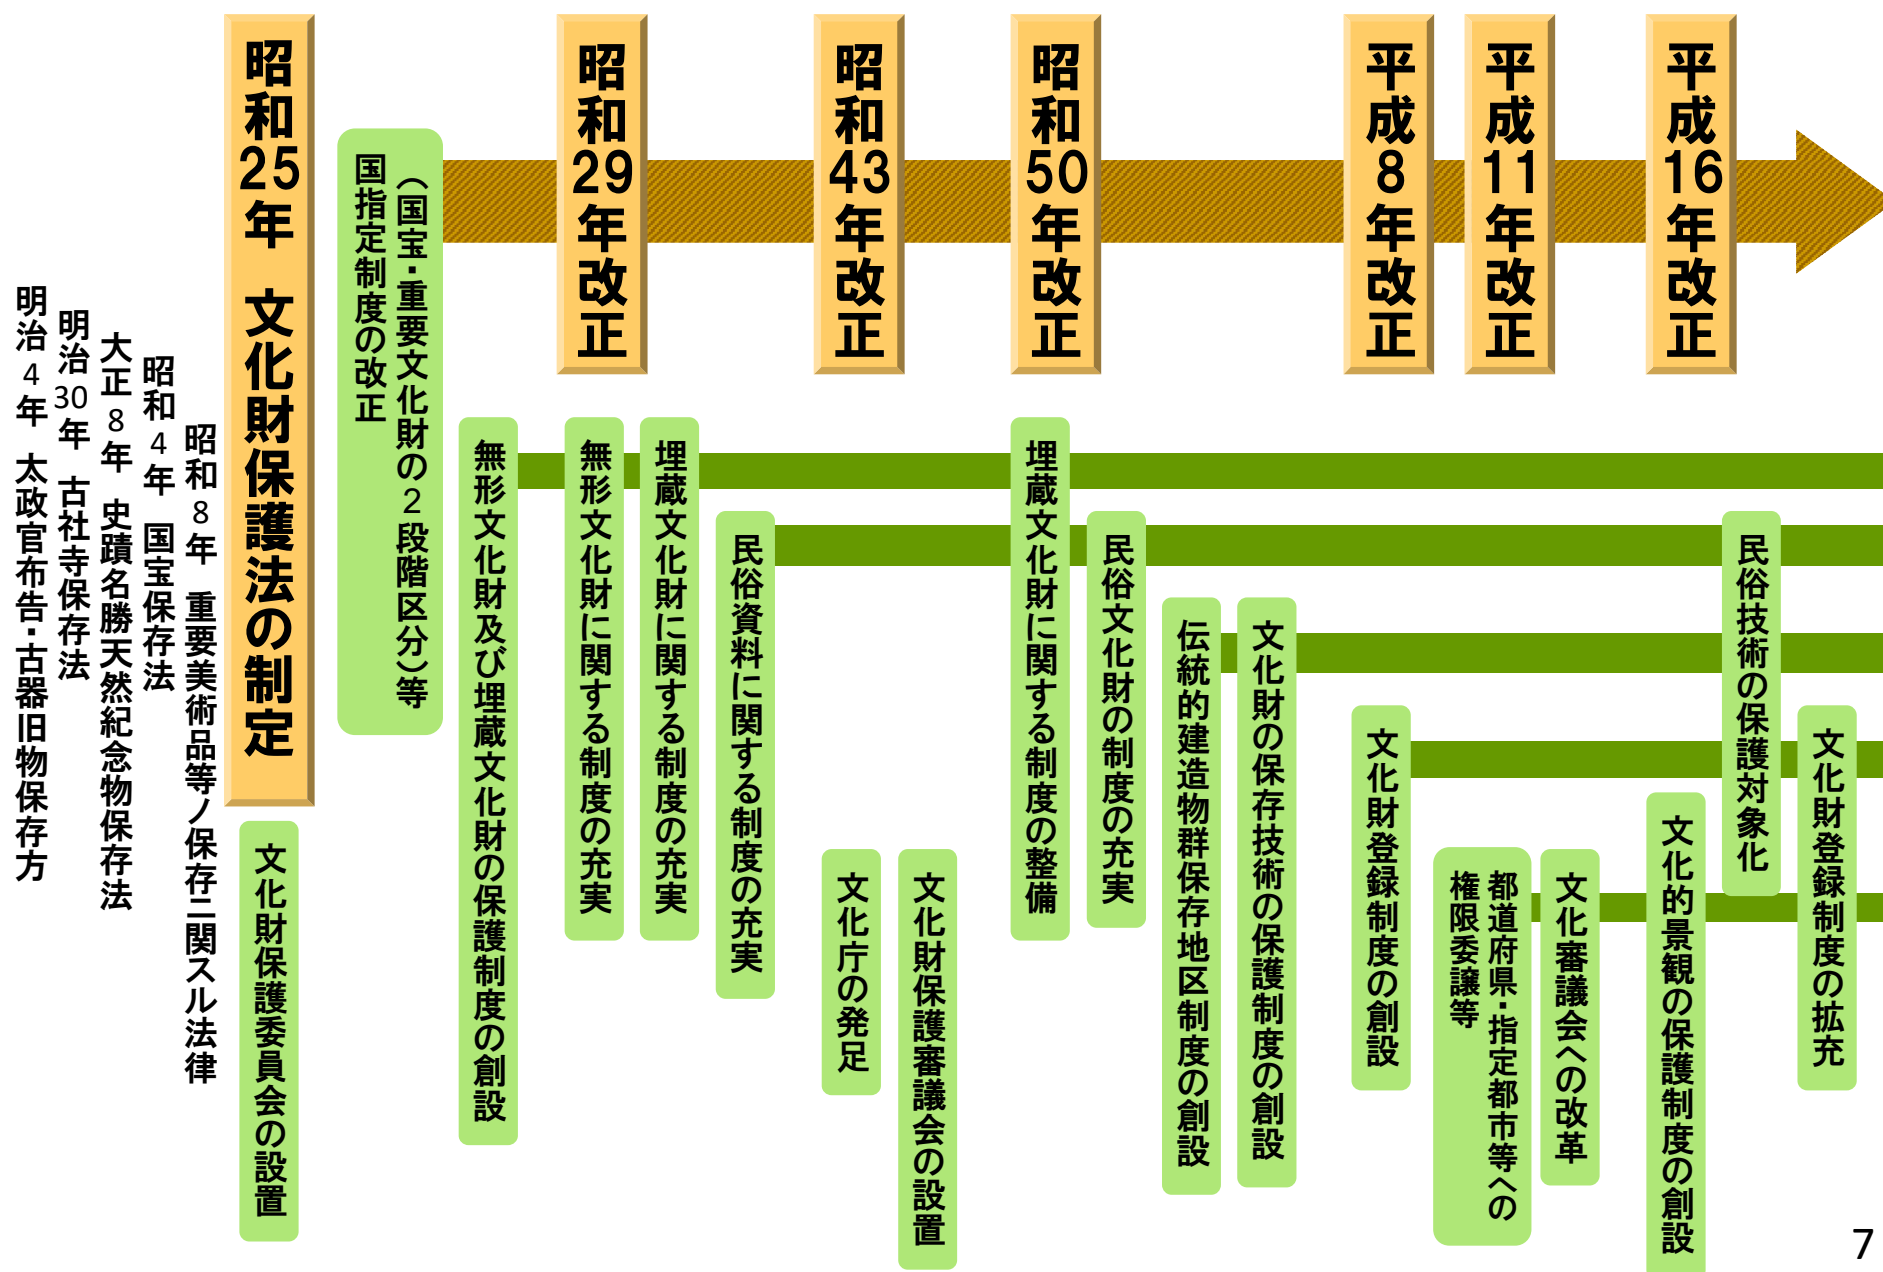 明治4年 太政官布告・古器旧物保存方
明治30年 古社寺保存法
大正8年 史蹟名勝天然紀念物保存法
昭和4年 国宝保存法
昭和8年 重要美術品等ノ保存ニ関スル法律
昭和25年 文化財保護法の制定
文化財保護委員会の設置
国指定制度の改正
（国宝・重要文化財の2段階区分）等
無形文化財及び埋蔵文化財の保護制度の創設
昭和29年改正
無形文化財に関する制度の充実
埋蔵文化財に関する制度の充実
民俗資料に関する制度の充実
昭和43年改正
文化庁の発足
文化財保護審議会の設置
昭和50年改正
埋蔵文化財に関する制度の整備
民俗文化財の制度の充実
伝統的建造物群保存地区制度の創設
文化財の保存技術の保護制度の創設
平成8年改正
文化財登録制度の創設
平成11年改正
都道府県・指定都市等への
権限委譲等
文化審議会への改革
平成16年改正
文化的景観の保護制度の創設
民俗技術の保護対象化
文化財登録制度の拡充
7